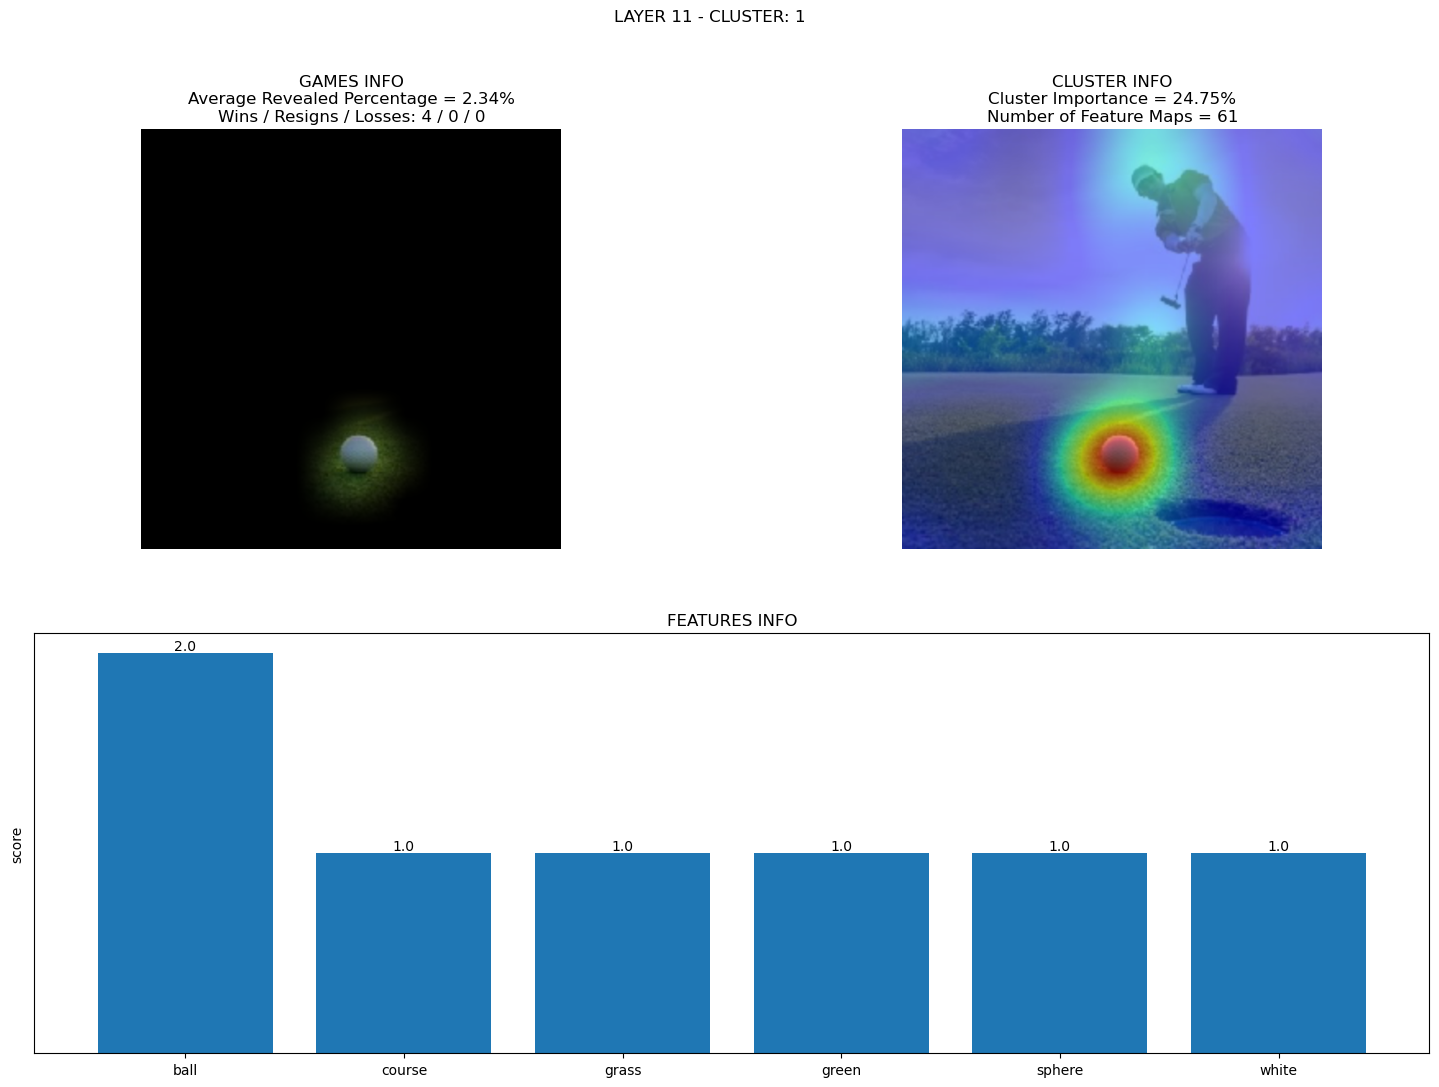 LAYER 11 - CLUSTER: 1
GAMES INFO
Average Revealed Percentage = 2.34%
Wins / Resigns / Losses: 4 / 0 / 0
CLUSTER INFO
Cluster Importance = 24.75%
Number of Feature Maps = 61
FEATURES INFO
score
2.0
1.0
1.0
1.0
1.0
1.0
ball
course
grass
green
sphere
white